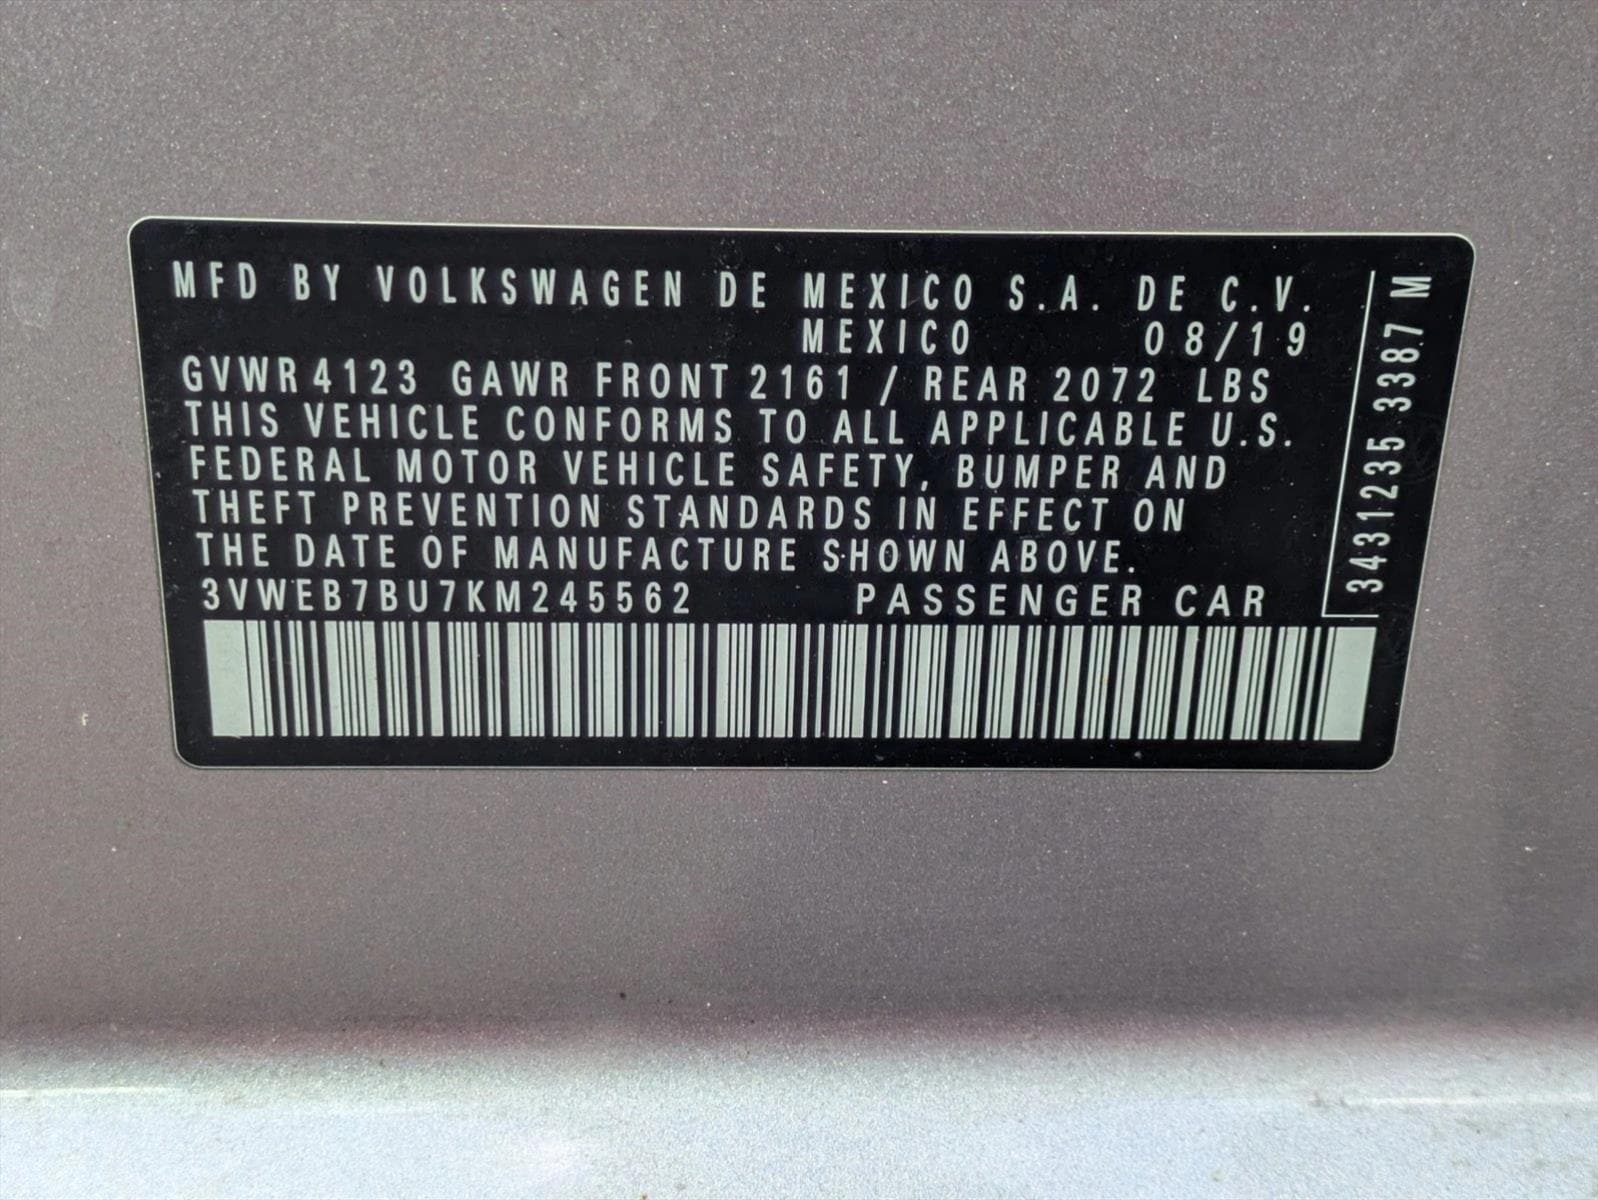 MFD BY VOLKSWAGEN DE MEXICO S.A. DE C.V.
MEXICO 08/19
GVWR 4123 GAWR FRONT 2161 / REAR 2072 LBS
THIS VEHICLE CONFORMS TO ALL APPLICABLE U.S.
FEDERAL MOTOR VEHICLE SAFETY, BUMPER AND
THEFT PREVENTION STANDARDS IN EFFECT ON
THE DATE OF MANUFACTURE SHOWN ABOVE.
3VWEB7BU7KM245562 PASSENGER CAR
3431235 3387 M